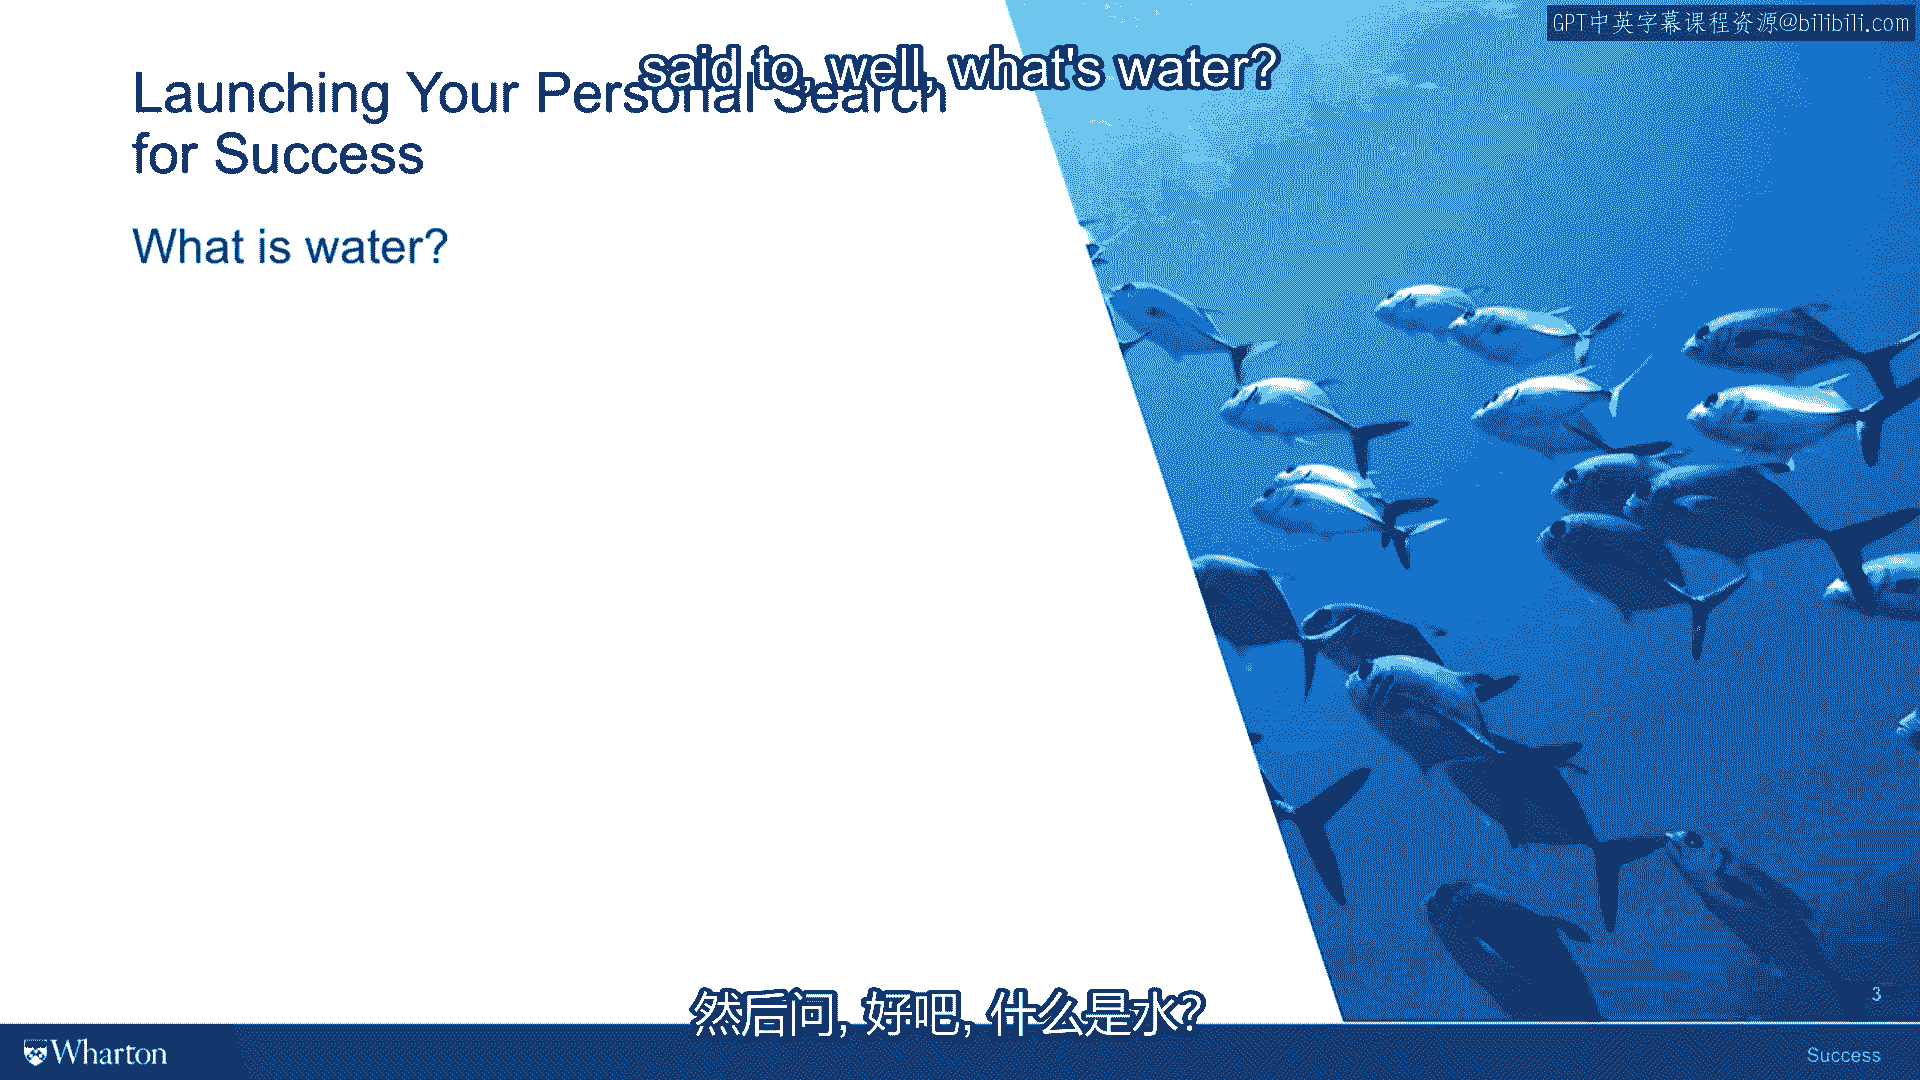 GPT中英字幕课程资源@bilibili.com
said to, well, what's water?
Launching Your Personal Search
for Success
What is water?
然后问, 好吧, 什么是水?
3
Wharton
Success